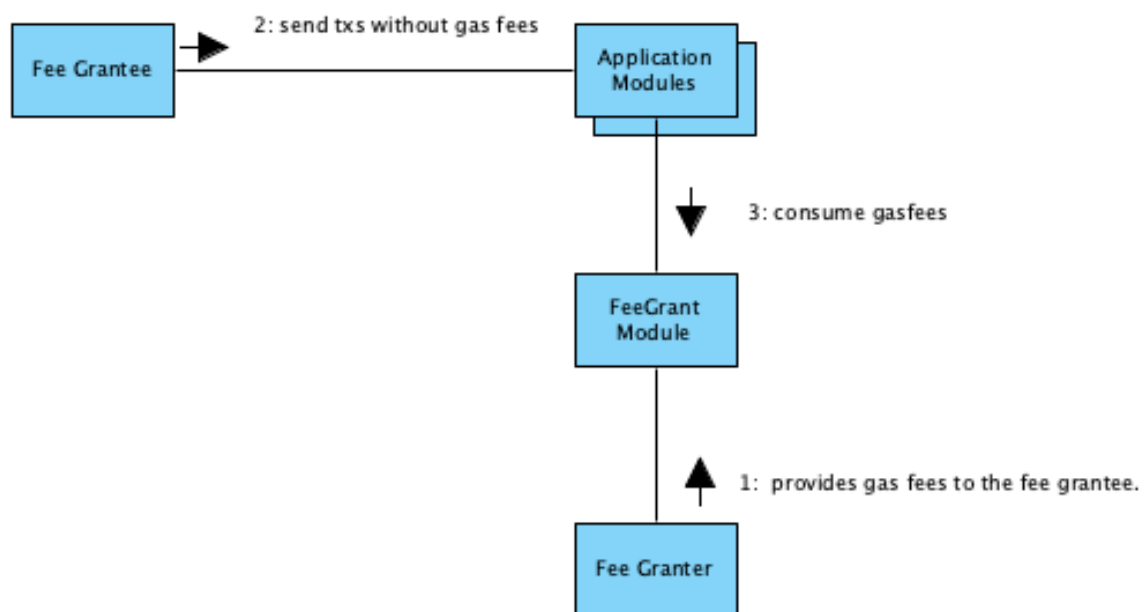 2: send txs without gas fees
Fee Grantee
Application
Modules
3: consume gasfees
FeeGrant
Module
1:  provides gas fees to the fee grantee.
Fee Granter